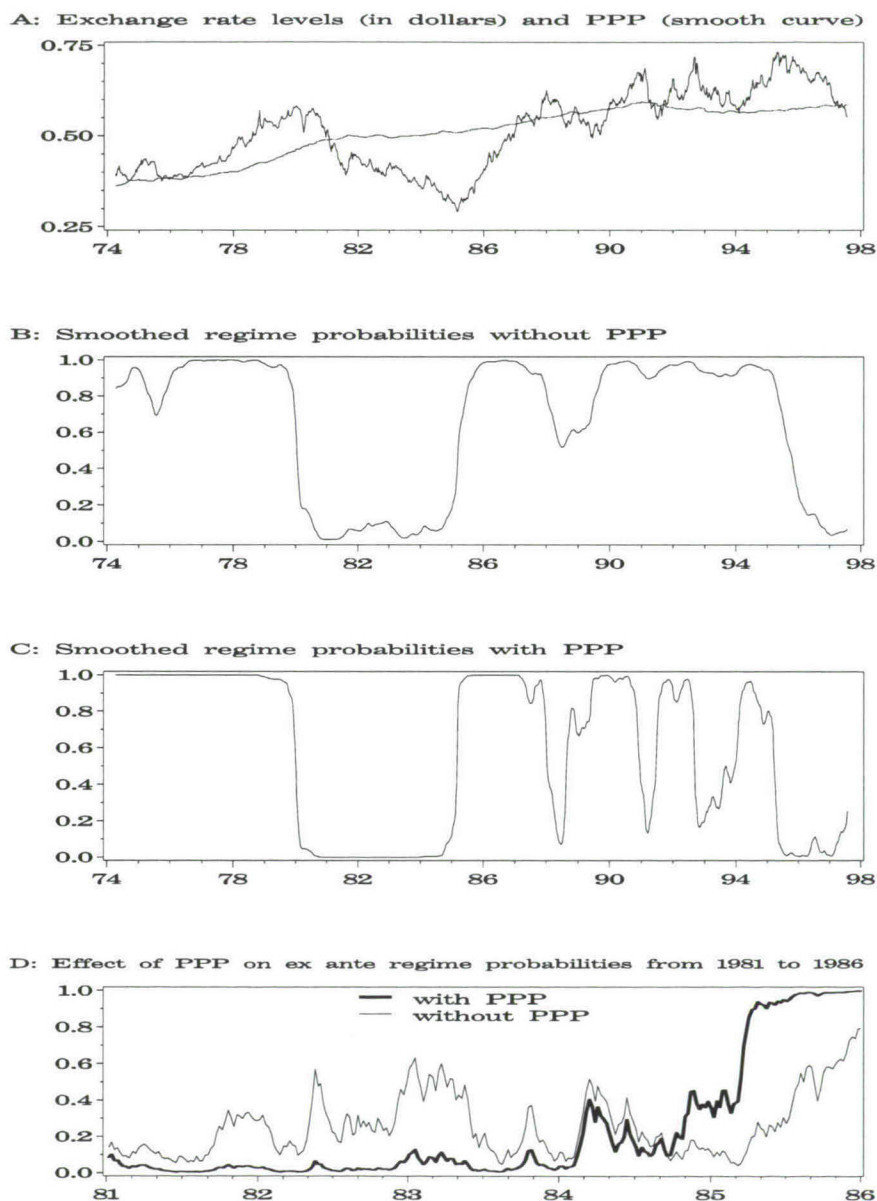 A: Exchange rate levels (in dollars) and PPP (smooth curve)
0.75
0.50
0.25
74 78 82 86 90 94 98
B: Smoothed regime probabilities without PPP
1.0
0.8
0.6
0.4
0.2
0.0
74 78 82 86 90 94 98
C: Smoothed regime probabilities with PPP
1.0
0.8
0.6
0.4
0.2
0.0
74 78 82 86 90 94 98
D: Effect of PPP on ex ante regime probabilities from 1981 to 1986
1.0
0.8
0.6
0.4
0.2
0.0
with PPP
without PPP
81 82 83 84 85 86